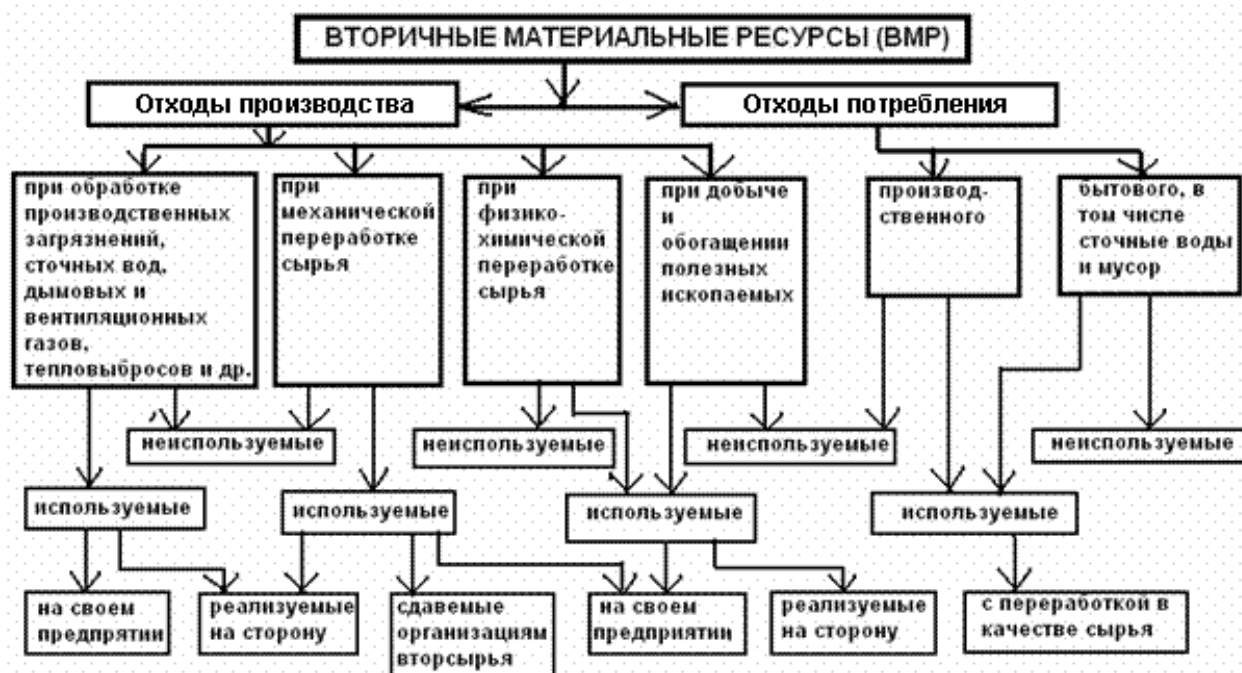 ВТОРИЧНЫЕ МАТЕРИАЛЬНЫЕ РЕСУРСЫ (ВМР)
Отходы производства
Отходы потребления
при обработке
производственных
загрязнений,
сточных вод,
дымовых и
вентиляционных
газов,
тепловыбросов и др.
при
механической
переработке
сырья
при
физико-
химической
переработке
сырья
при добыче
и
обогащении
полезных
ископаемых
производ-
ственного
бытового, в
том числе
сточные воды
и мусор
неиспользуемые
неиспользуемые
неиспользуемые
неиспользуемые
используемые
используемые
используемые
используемые
на своем
предпрятии
реализуемые
на сторону
сдавемые
организациям
вторсырья
на своем
предприятии
реализуемые
на сторону
с переработкой в
качестве сырья